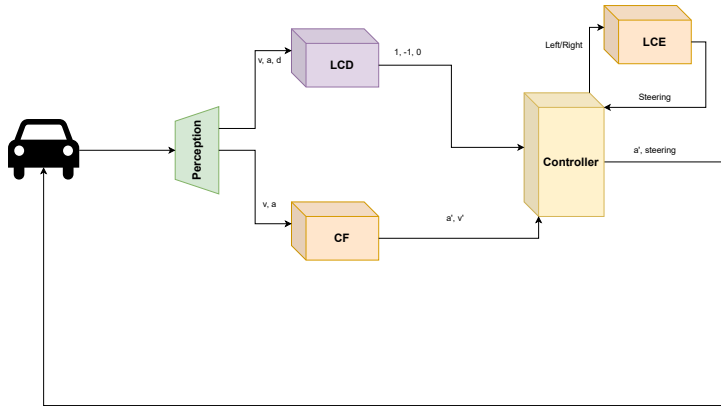 Left/Right
LCE
v, a, d
LCD
1, -1, 0
Steering
Perception
Controller
a', steering
v, a
CF
a', v'